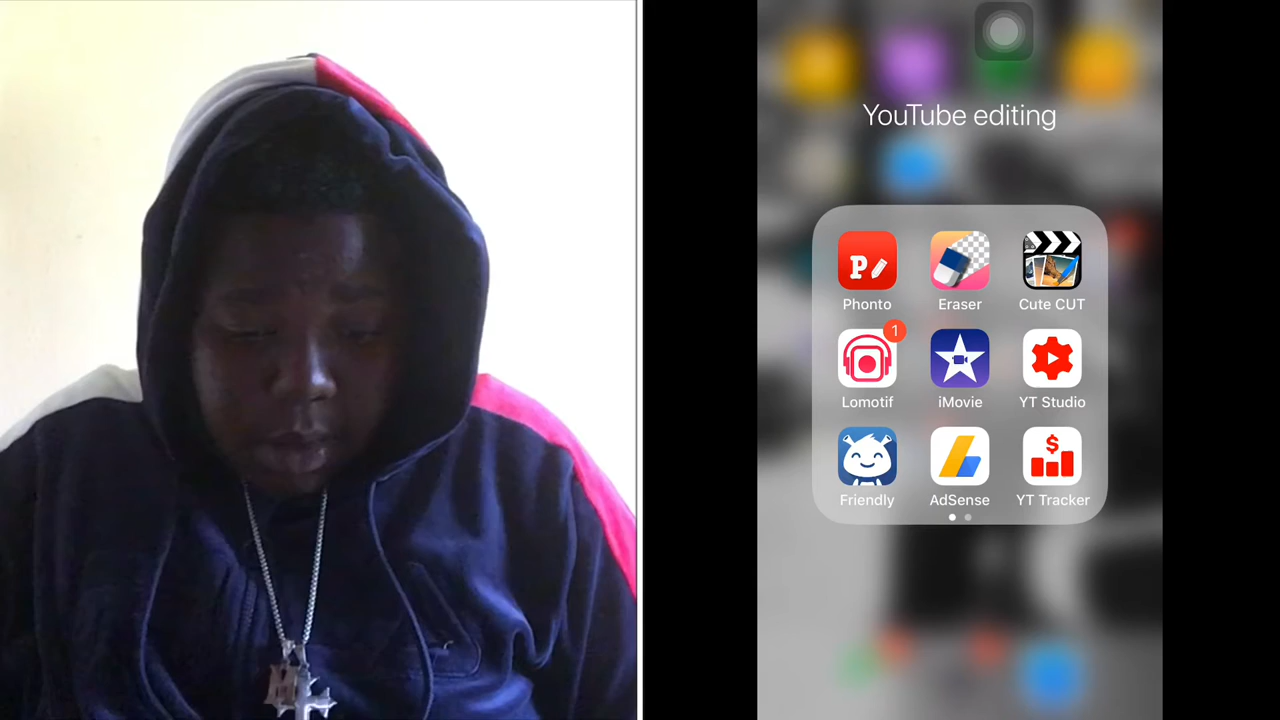 YouTube editing
P
Phonto
Eraser
Cute CUT
1
Lomotif
iMovie
YT Studio
Friendly
AdSense
$
YT Tracker